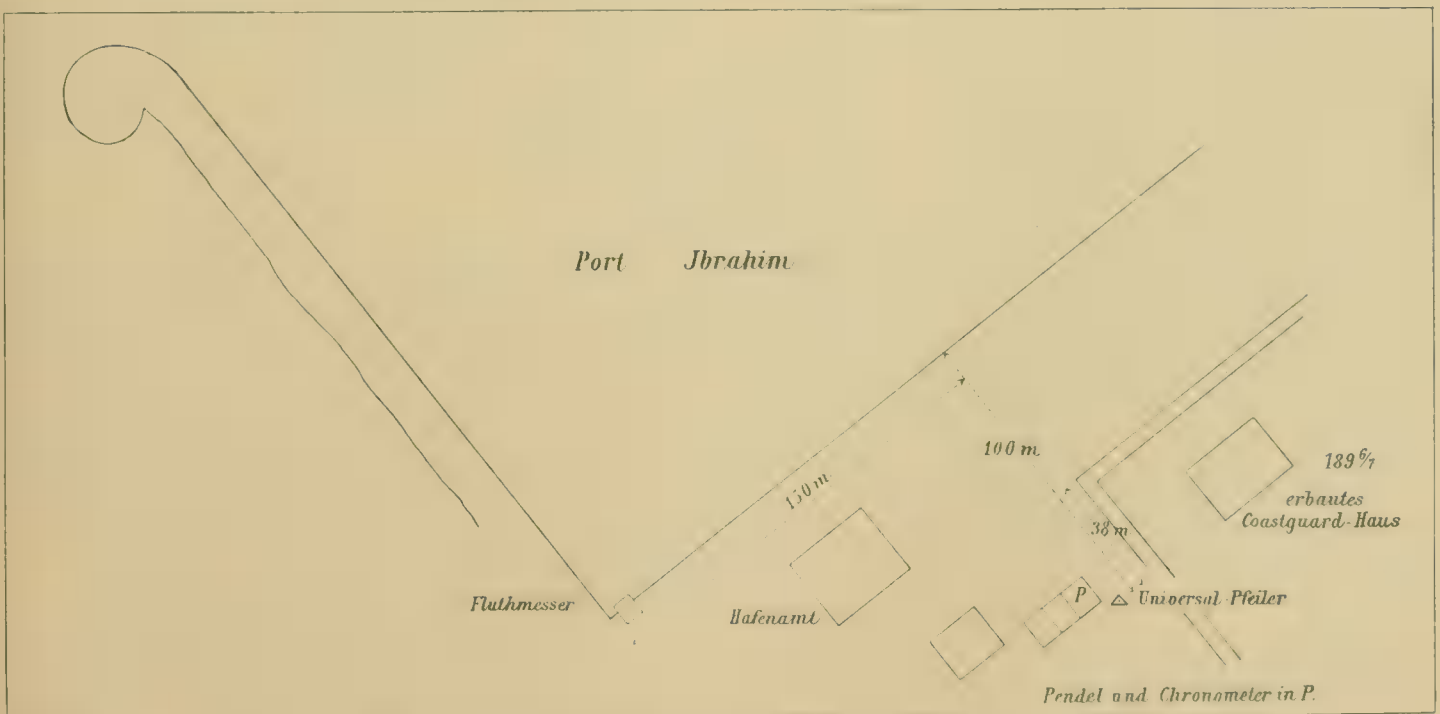 Port Jbrahim
100 m.
189 6/7
150 m.
erbautes
Coastguard-Haus
38 m
Fluthmesser
P
Universal-Pfeiler
Hafenamt
Pendel und Chronometer in P.